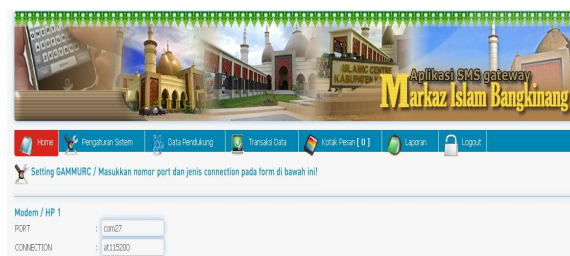 ISLAMIC CENTRE
KABUPATEN
Aplikasi SMS gateway
Markaz Islam Bangkinang
Home Pengaturan Sistem Data Pendukung Transaksi Data Kotak Pesan [ 0 ] Laporan Logout
Setting GAMMURC / Masukkan nomor port dan jenis connection pada form di bawah ini!
Modem / HP 1
PORT : com27
CONNECTION : at115200